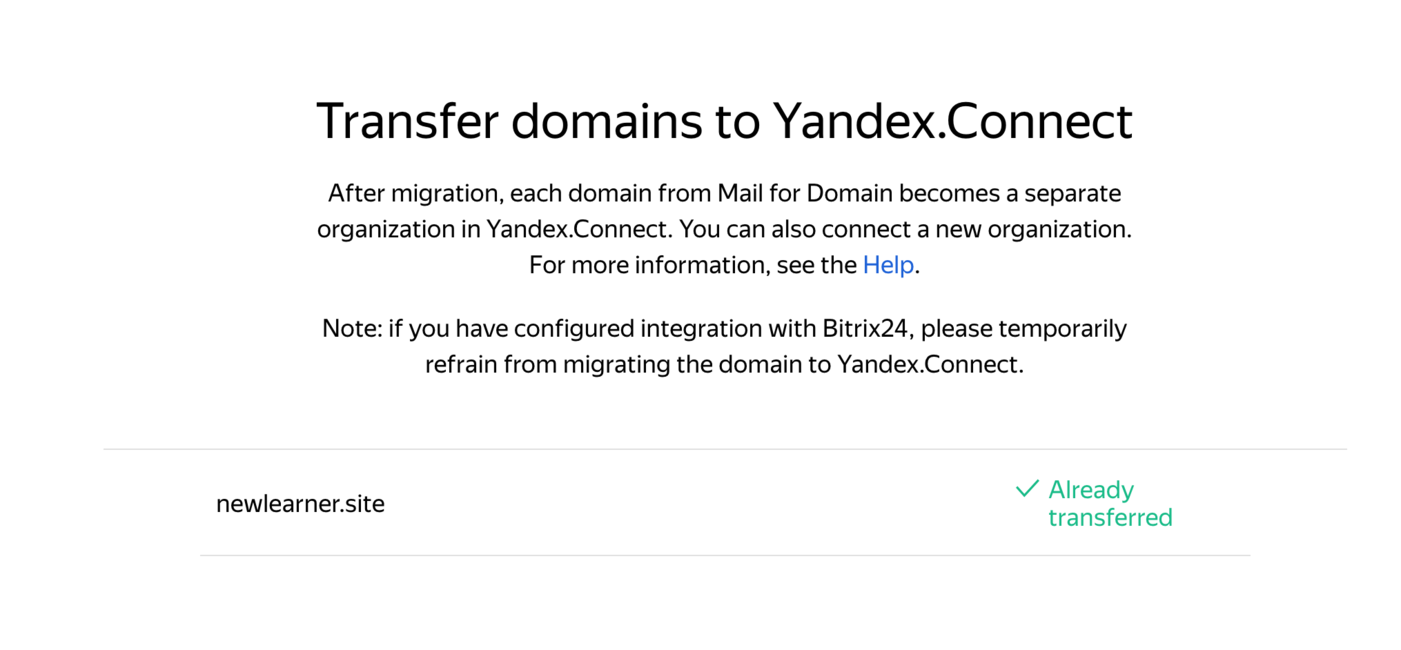 Transfer domains to Yandex.Connect
After migration, each domain from Mail for Domain becomes a separate
organization in Yandex.Connect. You can also connect a new organization.
For more information, see the Help.
Note: if you have configured integration with Bitrix24, please temporarily
refrain from migrating the domain to Yandex.Connect.
newlearner.site
Already
transferred